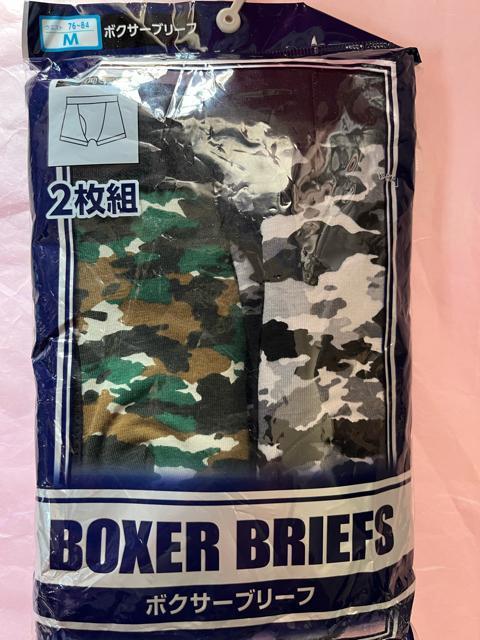 ウエスト 76~84
M
ボクサーブリーフ
2枚組
BOXER BRIEFS
ボクサーブリーフ